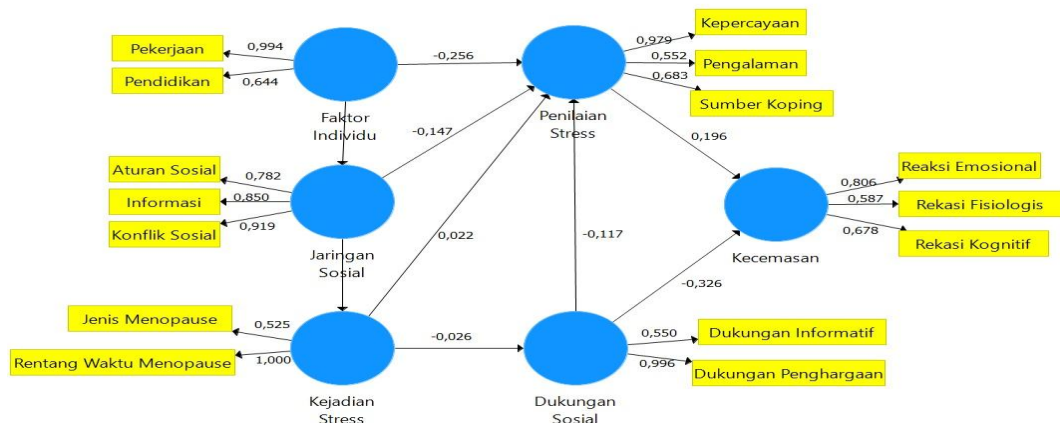 Pekerjaan
0,994
Pendidikan
0,644
Faktor
Individu
-0,256
Penilaian
Stress
0,979
Kepercayaan
0,552
Pengalaman
0,683
Sumber Koping
-0,147
0,196
Aturan Sosial
0,782
Informasi
0,850
Konflik Sosial
0,919
Jaringan
Sosial
0,022
-0,117
Kecemasan
0,806
Reaksi Emosional
0,587
Rekasi Fisiologis
0,678
Rekasi Kognitif
-0,326
Jenis Menopause
0,525
Rentang Waktu Menopause
1,000
Kejadian
Stress
-0,026
Dukungan
Sosial
0,550
Dukungan Informatif
0,996
Dukungan Penghargaan